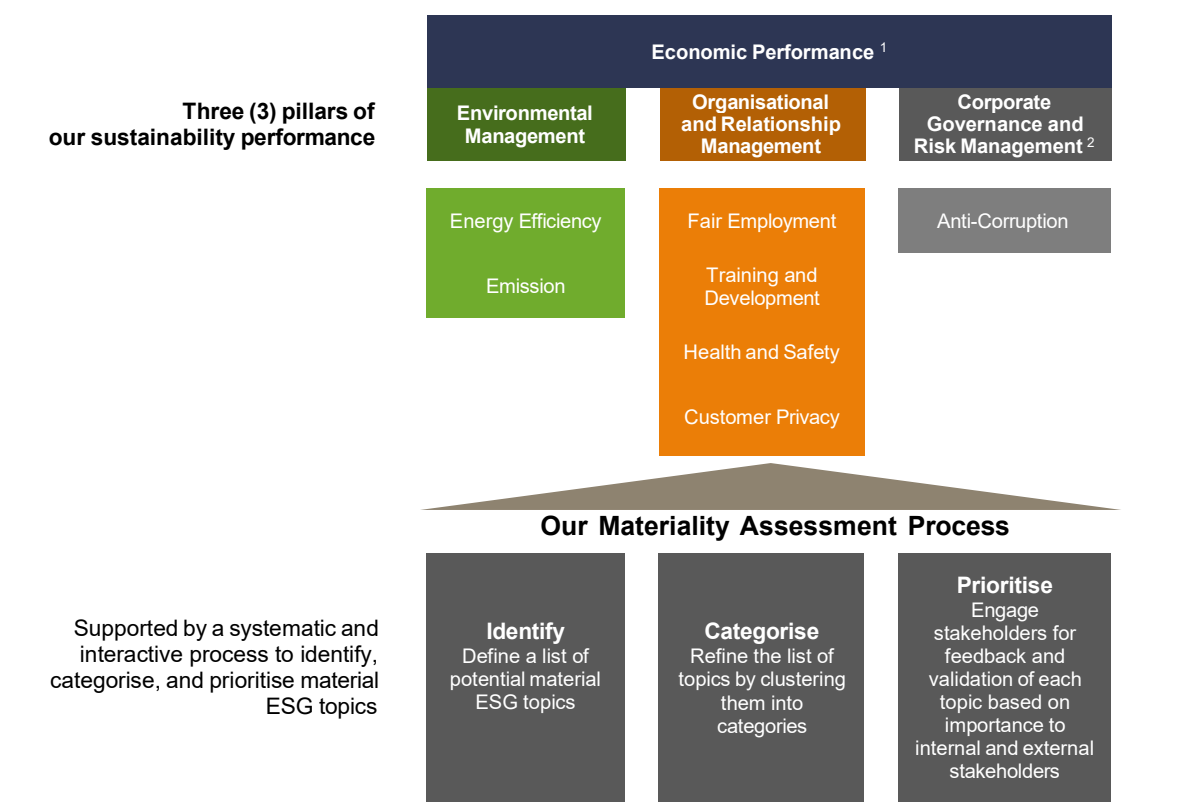 Economic Performance 1
Three (3) pillars of
our sustainability performance
Environmental
Management
Organisational
and Relationship
Management
Corporate
Governance and
Risk Management 2
Energy Efficiency
Emission
Fair Employment
Training and
Development
Health and Safety
Customer Privacy
Anti-Corruption
Our Materiality Assessment Process
Supported by a systematic and
interactive process to identify,
categorise, and prioritise material
ESG topics
Identify
Define a list of
potential material
ESG topics
Categorise
Refine the list of
topics by clustering
them into
categories
Prioritise
Engage
stakeholders for
feedback and
validation of each
topic based on
importance to
internal and external
stakeholders